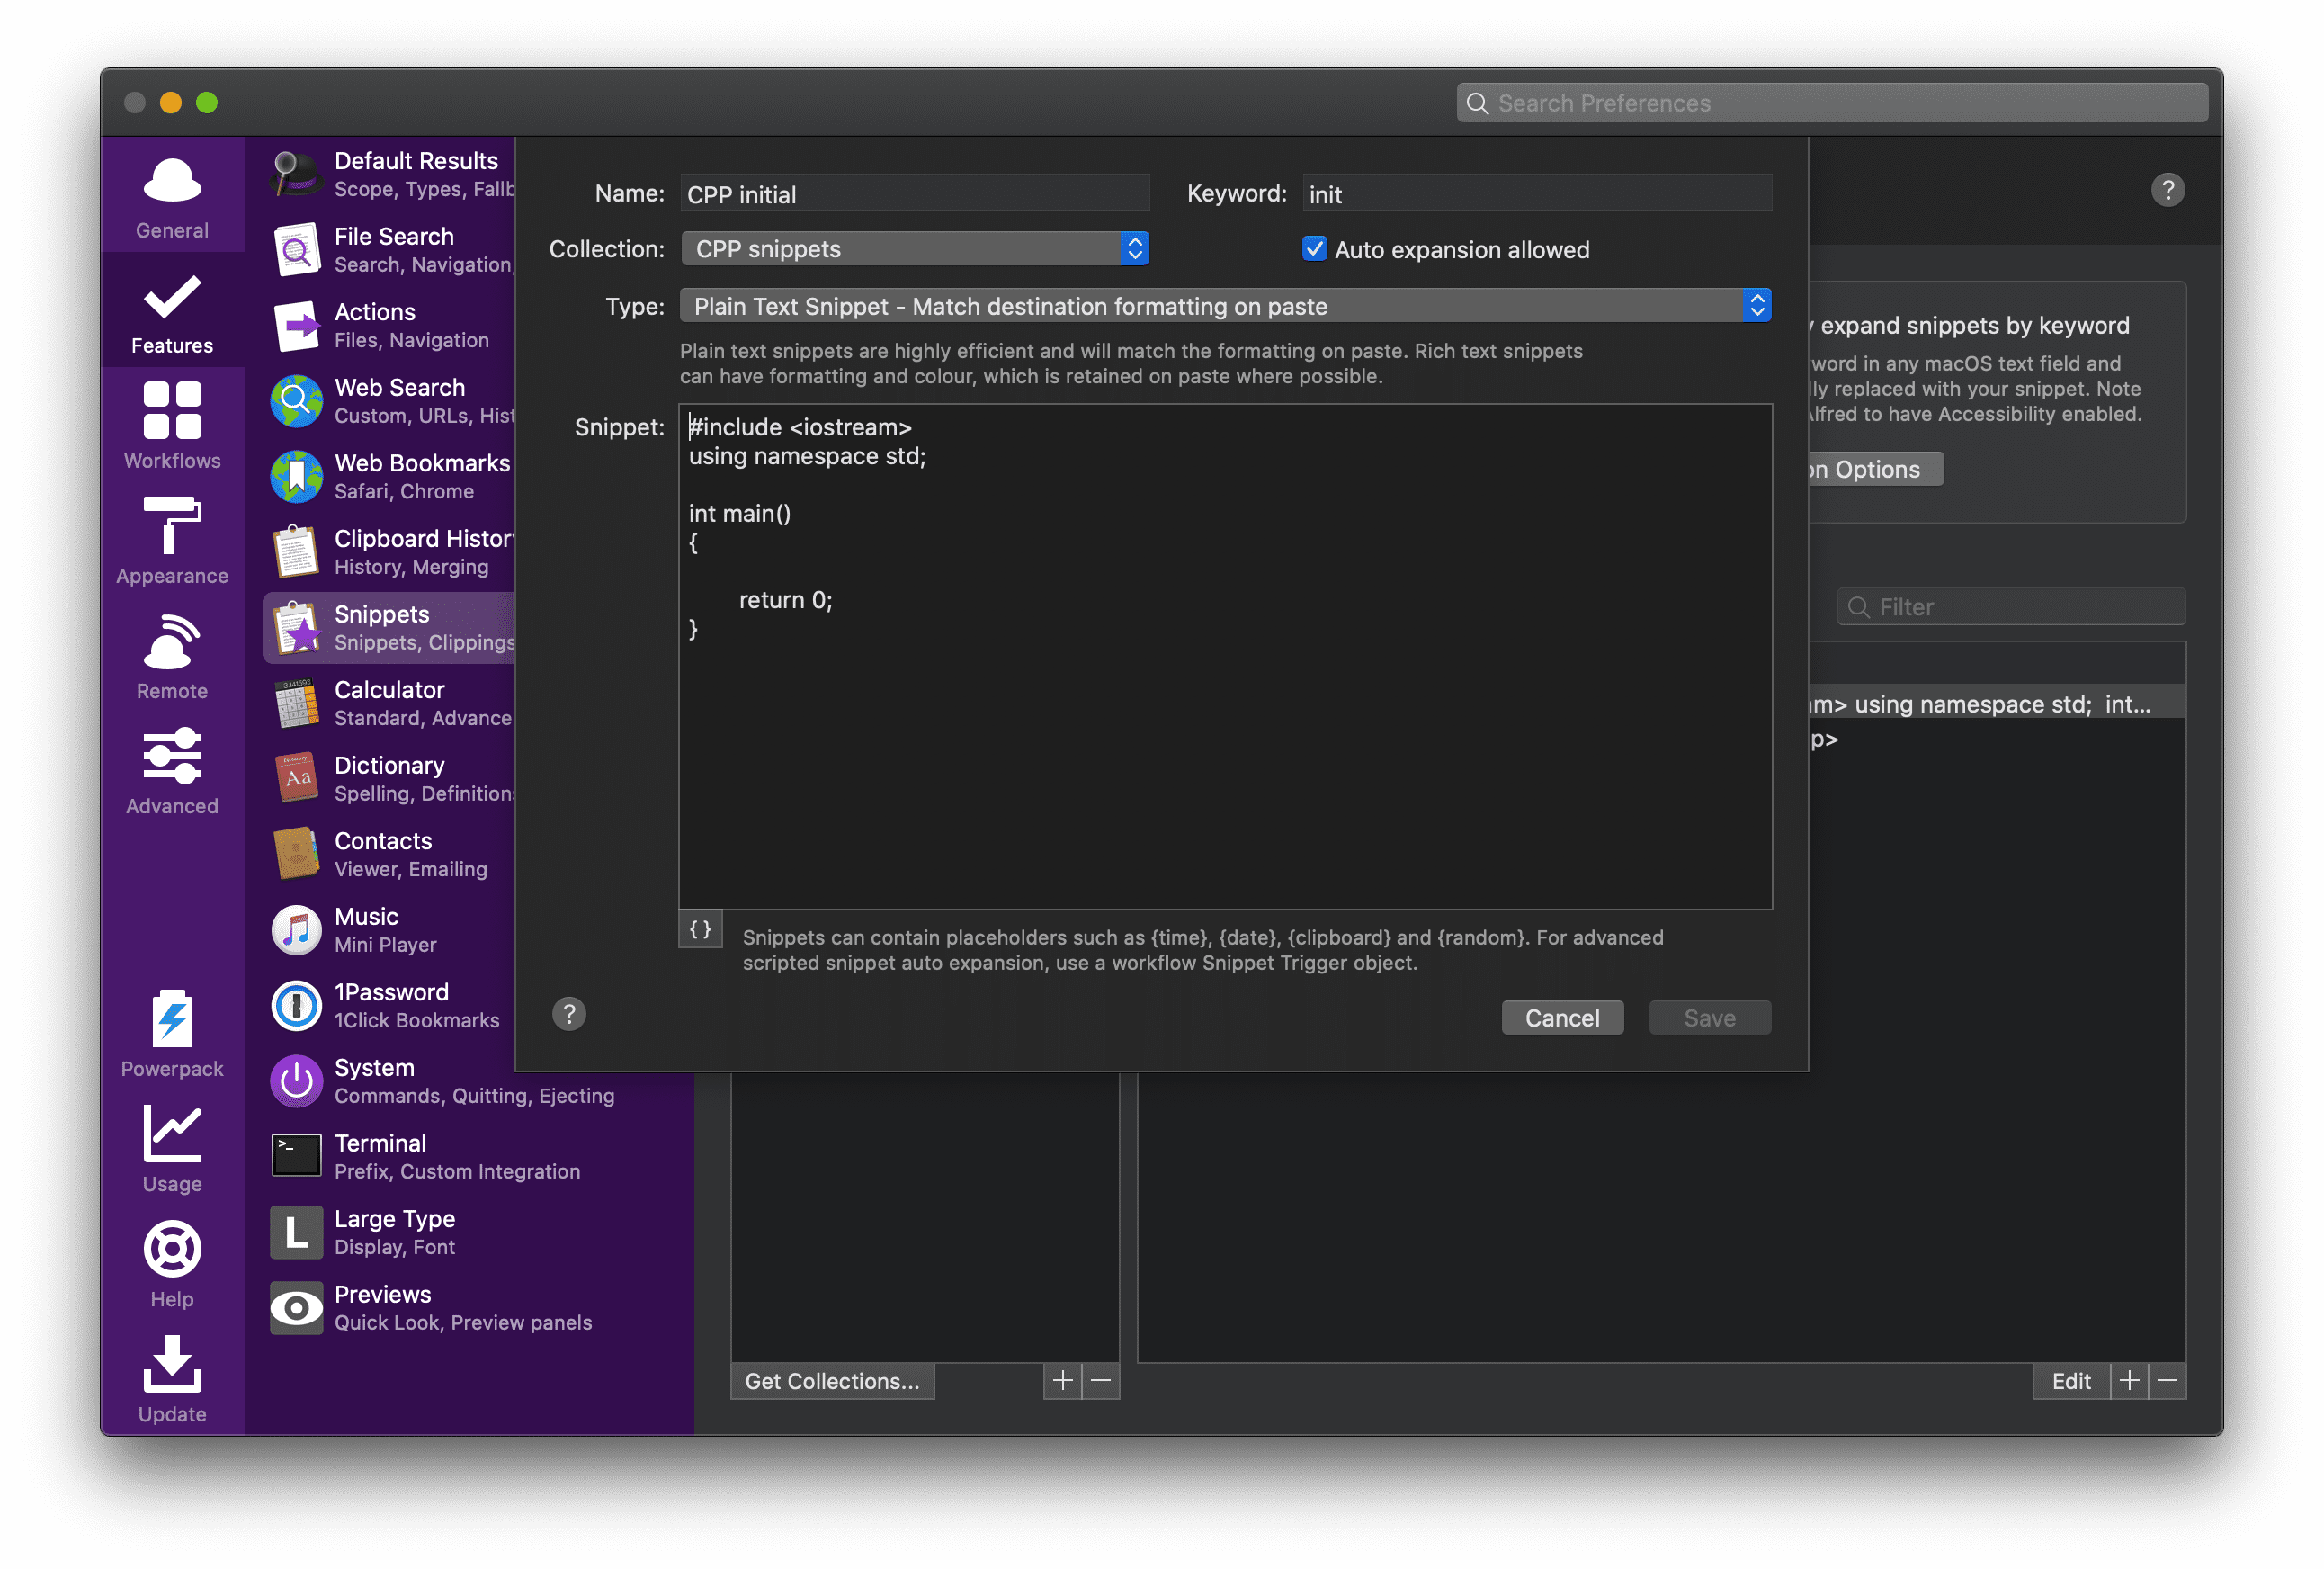 Search Preferences
General
Features
Workflows
Appearance
Remote
Advanced
Powerpack
Usage
Help
Update
Default Results
Scope, Types, Fallb
File Search
Search, Navigation,
Actions
Files, Navigation
Web Search
Custom, URLs, Hist
Web Bookmarks
Safari, Chrome
Clipboard Histor
History, Merging
Snippets
Snippets, Clippings
Calculator
Standard, Advance
Dictionary
Spelling, Definitions
Contacts
Viewer, Emailing
Music
Mini Player
1Password
1Click Bookmarks
System
Commands, Quitting, Ejecting
Terminal
Prefix, Custom Integration
L
Large Type
Display, Font
Previews
Quick Look, Preview panels
Name: CPP initial
Keyword: init
Collection: CPP snippets
Auto expansion allowed
Type: Plain Text Snippet - Match destination formatting on paste
Plain text snippets are highly efficient and will match the formatting on paste. Rich text snippets
can have formatting and colour, which is retained on paste where possible.
Snippet:
#include <iostream>
using namespace std;
int main()
{
return 0;
}
{ }
Snippets can contain placeholders such as {time}, {date}, {clipboard} and {random}. For advanced
scripted snippet auto expansion, use a workflow Snippet Trigger object.
?
Cancel
Save
?
y expand snippets by keyword
word in any macOS text field and
lly replaced with your snippet. Note
Alfred to have Accessibility enabled.
on Options
Filter
am> using namespace std; int...
p>
Get Collections...
+ −
Edit + −